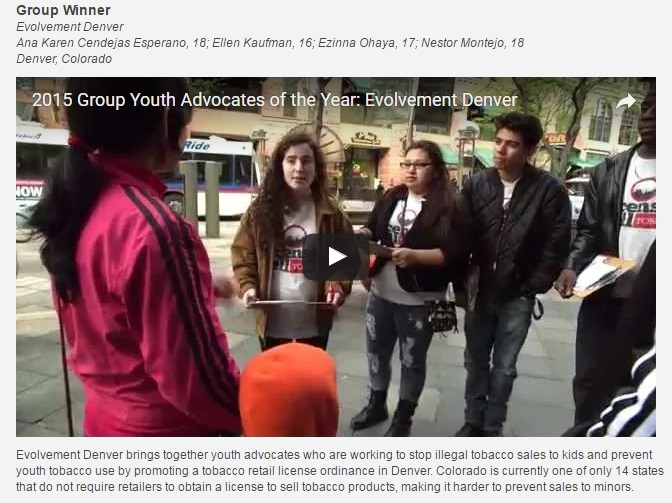 Group Winner
Evolvement Denver
Ana Karen Cendejas Esperano, 18; Ellen Kaufman, 16; Ezinna Ohaya, 17; Nestor Montejo, 18
Denver, Colorado
2015 Group Youth Advocates of the Year: Evolvement Denver
Ride
NOW
Evolvement Denver brings together youth advocates who are working to stop illegal tobacco sales to kids and prevent
youth tobacco use by promoting a tobacco retail license ordinance in Denver. Colorado is currently one of only 14 states
that do not require retailers to obtain a license to sell tobacco products, making it harder to prevent sales to minors.